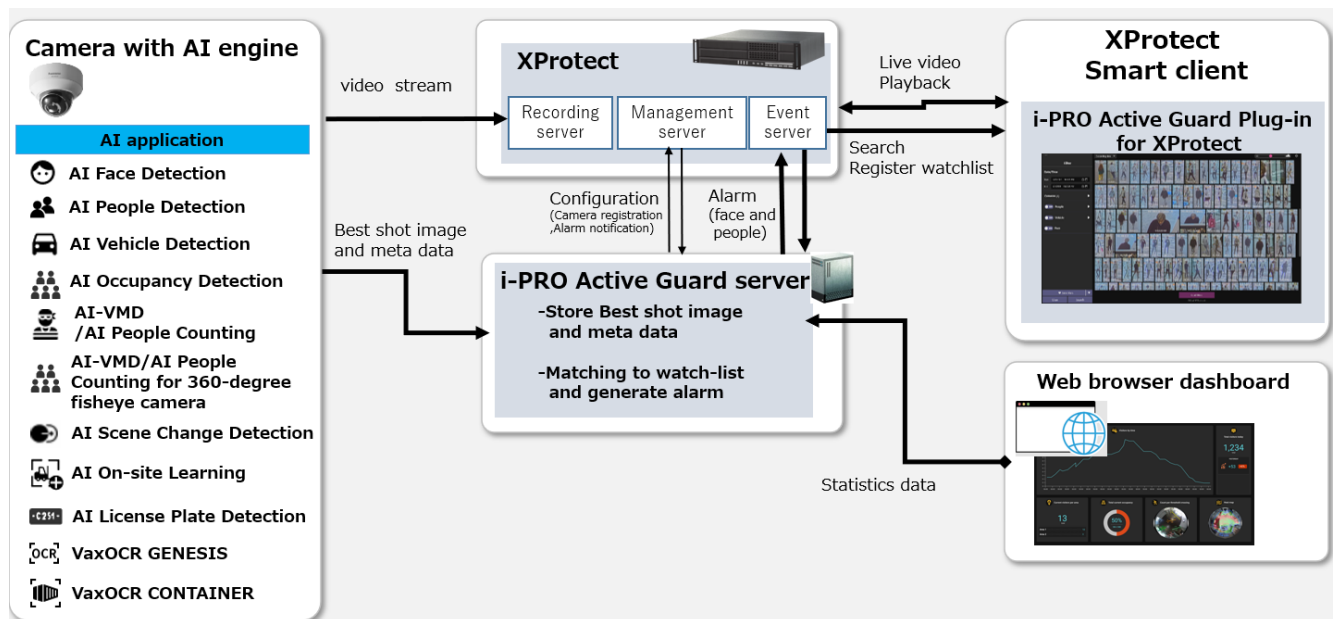 Camera with AI engine
AI application
AI Face Detection
AI People Detection
AI Vehicle Detection
AI Occupancy Detection
AI-VMD
/AI People Counting
AI-VMD/AI People
Counting for 360-degree
fisheye camera
AI Scene Change Detection
AI On-site Learning
AI License Plate Detection
OCR
VaxOCR GENESIS
VaxOCR CONTAINER
video stream
Best shot image
and meta data
XProtect
Recording
server
Management
server
Event
server
Configuration
(Camera registration
,Alarm notification)
Alarm
(face and
people)
i-PRO Active Guard server
-Store Best shot image
and meta data
-Matching to watch-list
and generate alarm
Live video
Playback
Search
Register watchlist
Statistics data
XProtect
Smart client
i-PRO Active Guard Plug-in
for XProtect
Web browser dashboard
1,234
13
50%